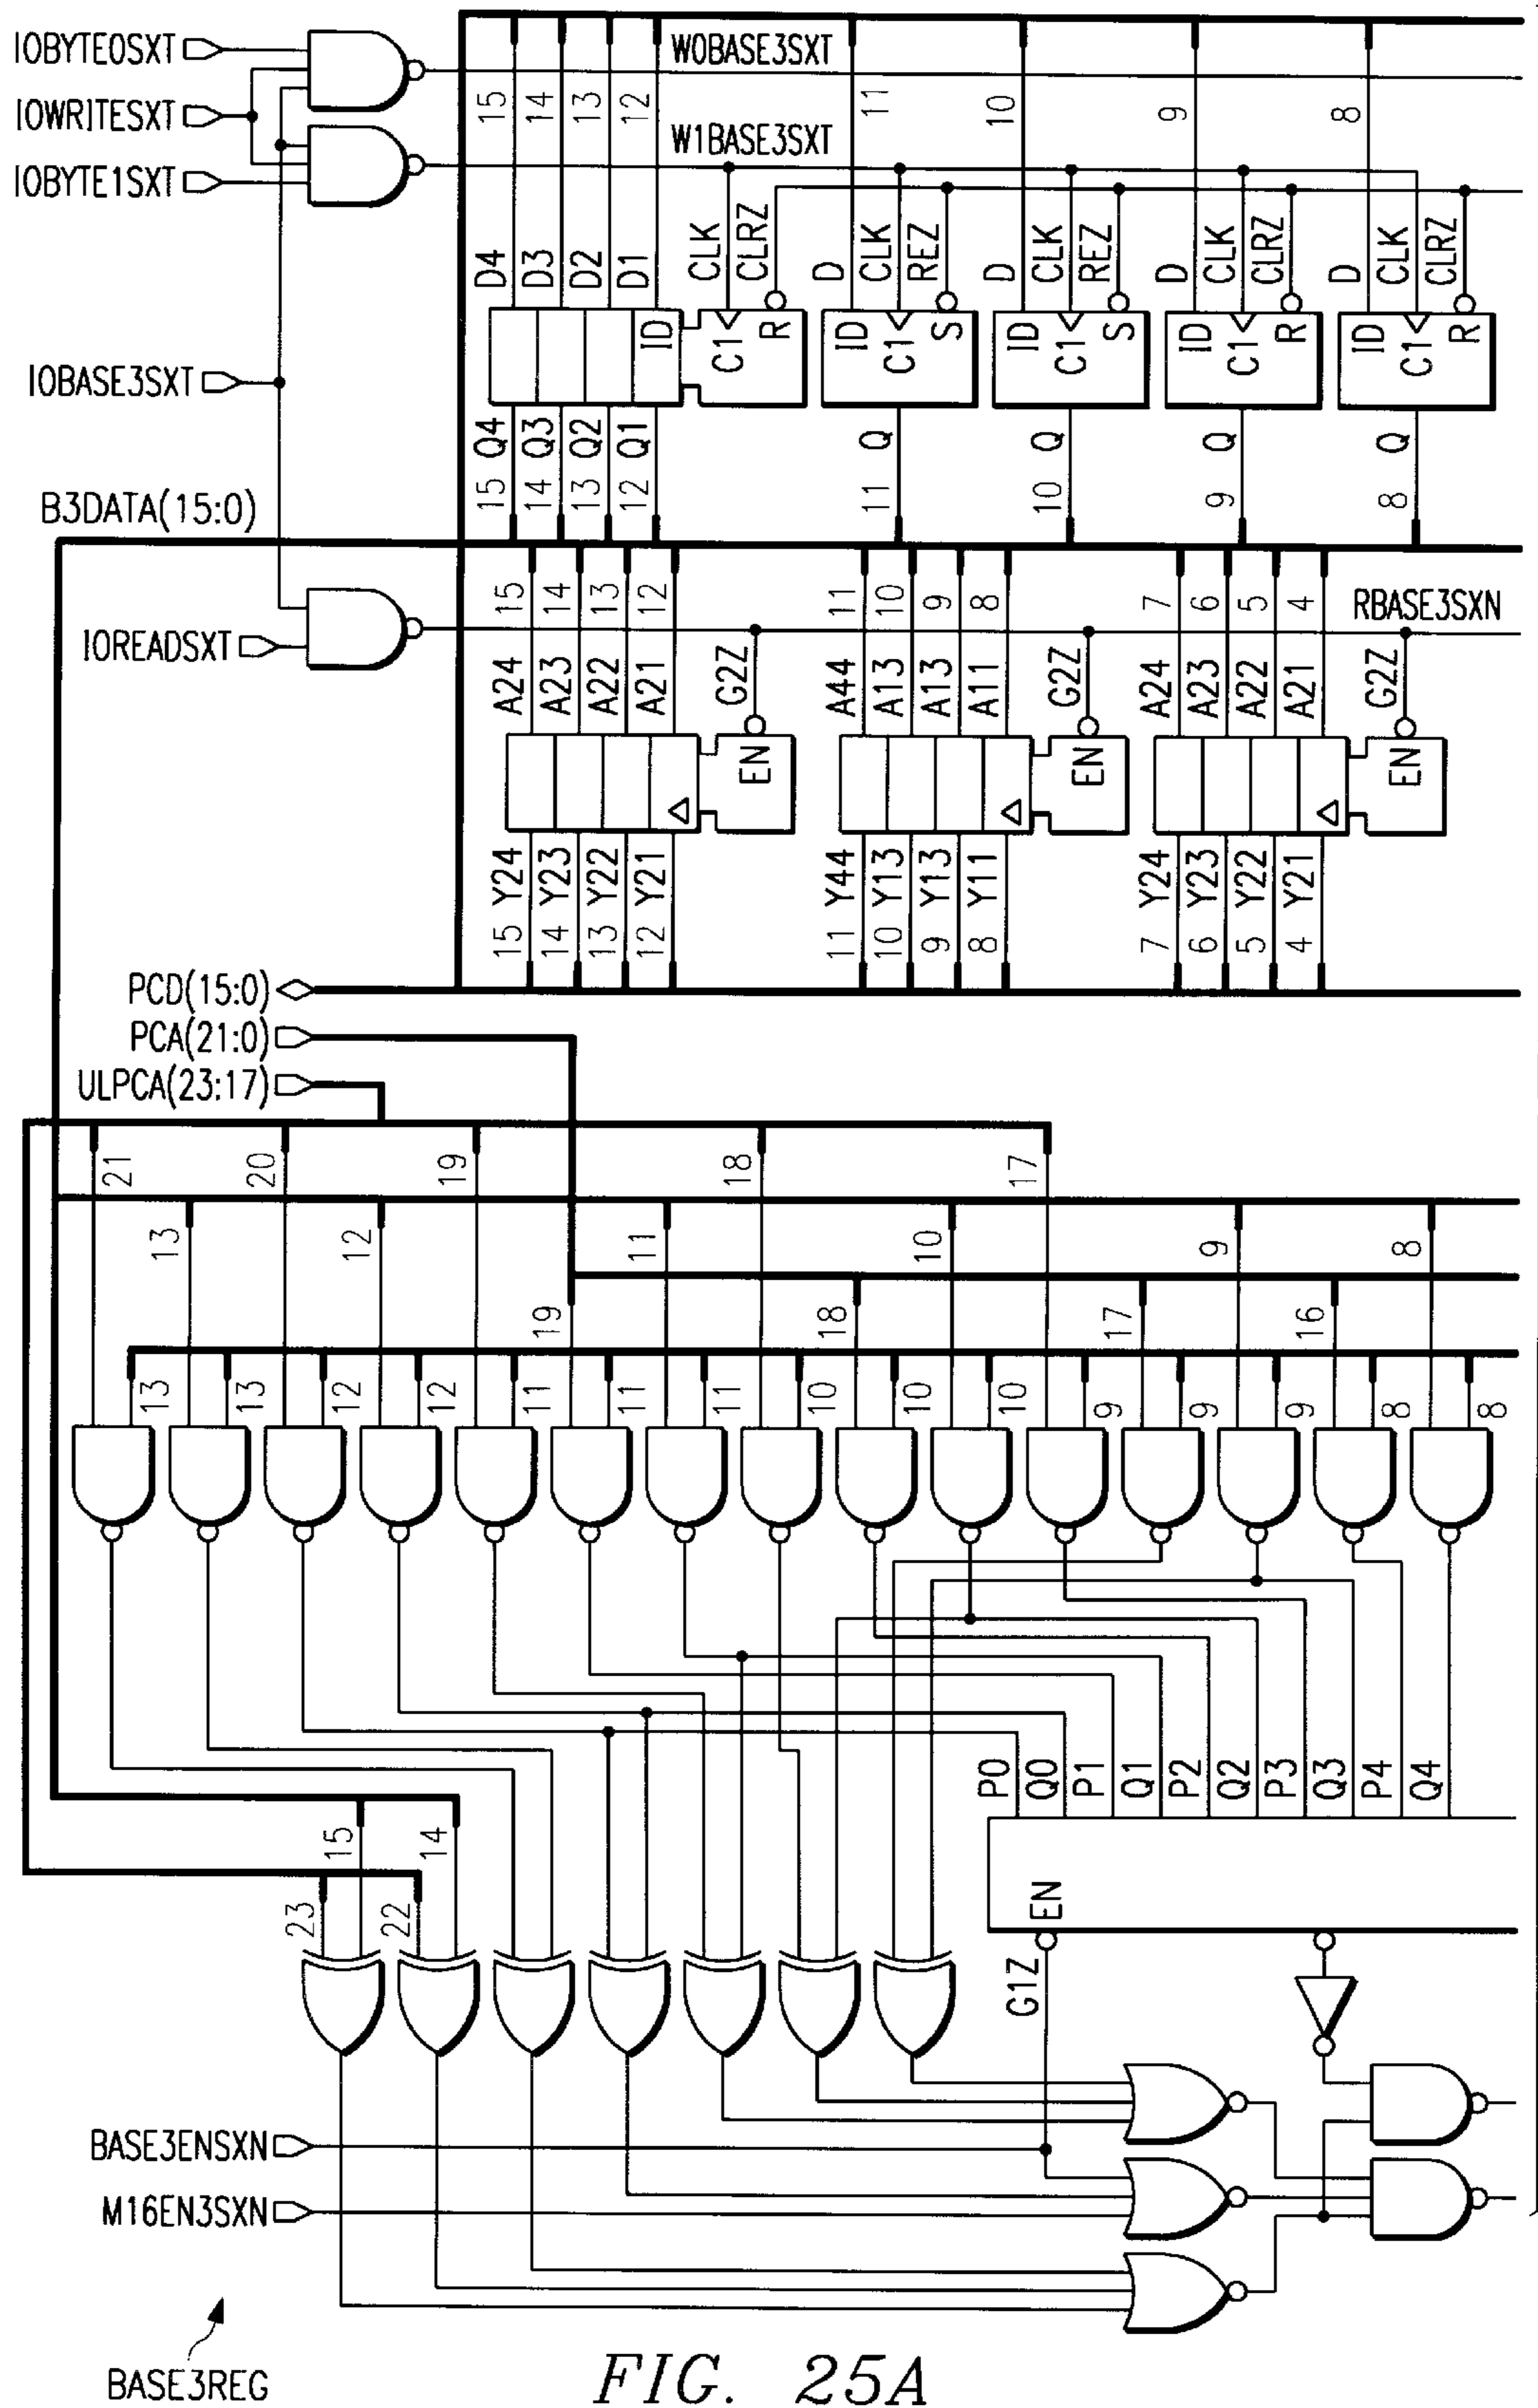 IOBYTE0SXT
IOWRITESXT
IOBYTE1SXT
IOBASE3SXT
B3DATA(15:0)
IOREADSXT
W0BASE3SXT
W1BASE3SXT
15 14 13 12 11 10 9 8
D4 D3 D2 D1 CLK CLRZ D CLK REZ D CLK REZ D CLK CLRZ D CLK CLRZ
ID C1 R ID C1 S ID C1 S ID C1 R ID C1 R
Q4 Q3 Q2 Q1 Q Q Q Q
15 14 13 12 11 10 9 8
15 14 13 12 11 10 9 8 7 6 5 4
RBASE3SXN
A24 A23 A22 A21 G2Z A44 A13 A13 A11 G2Z A24 A23 A22 A21 G2Z
EN EN EN
Y24 Y23 Y22 Y21 Y44 Y13 Y13 Y11 Y24 Y23 Y22 Y21
15 14 13 12 11 10 9 8 7 6 5 4
PCD(15:0)
PCA(21:0)
ULPCA(23:17)
21 20 19 18 17
13 12 11 10 9 8
19 18 17 16
13 13 12 12 11 11 11 10 10 10 9 9 9 8 8
P0 Q0 P1 Q1 P2 Q2 P3 Q3 P4 Q4
15 14
23 22
EN
G1Z
BASE3ENSXN
M16EN3SXN
BASE3REG
FIG. 25A